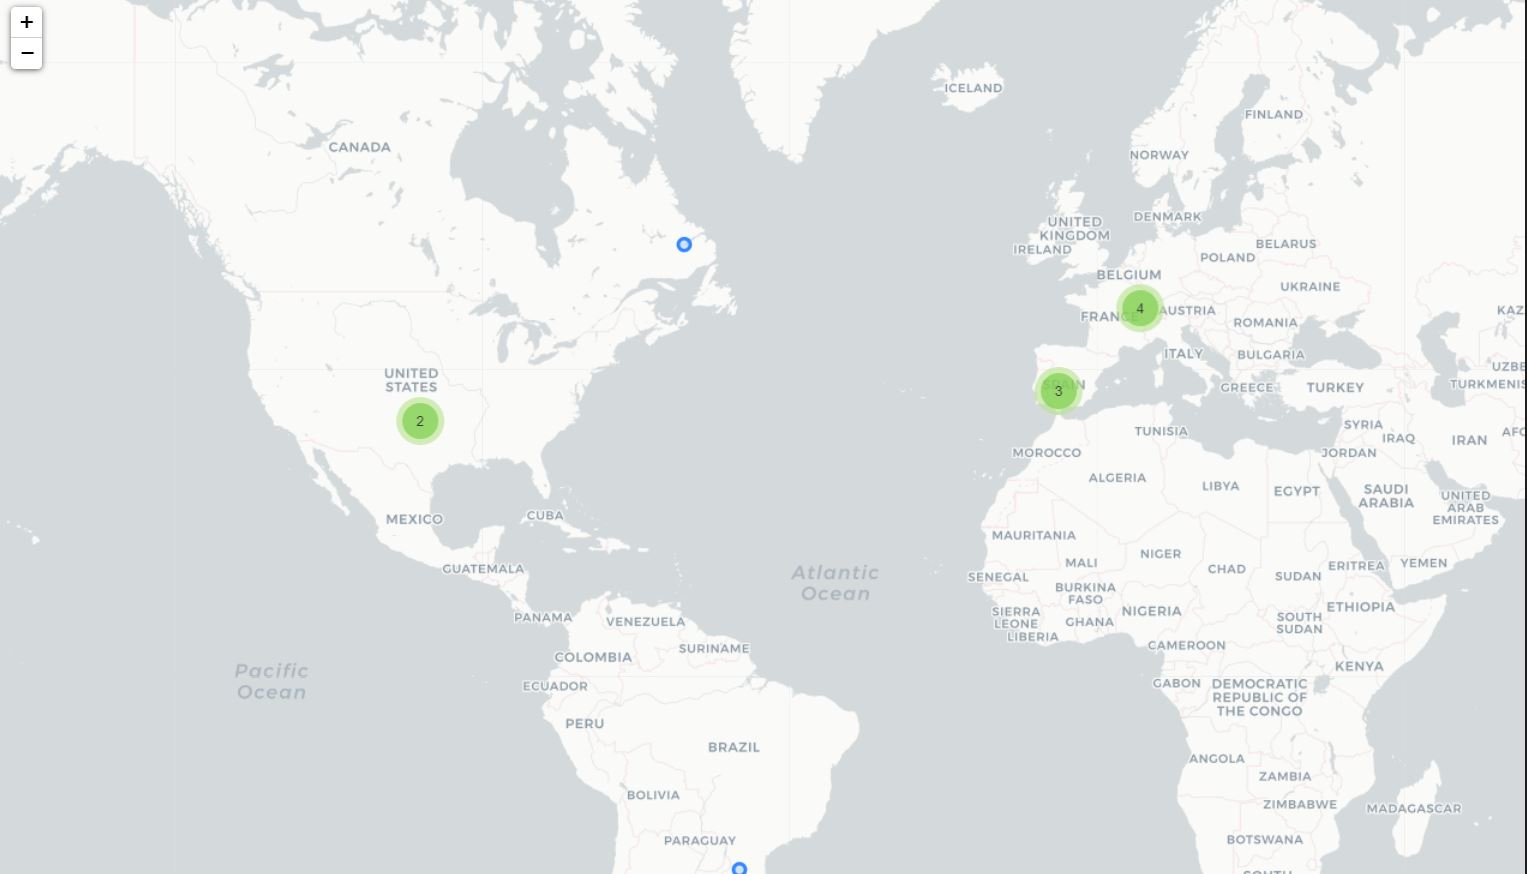 +
−
ICELAND
FINLAND
CANADA
NORWAY
DENMARK
UNITED
KINGDOM
IRELAND
BELARUS
POLAND
BELGIUM
UKRAINE
4
FRANCE
AUSTRIA
KAZ
ROMANIA
ITALY
BULGARIA
UZBE
UNITED
STATES
SPAIN
3
GREECE
TURKEY
TURKMENIS
2
SYRIA
TUNISIA
AFG
IRAQ
IRAN
MOROCCO
JORDAN
ALGERIA
LIBYA
EGYPT
SAUDI
ARABIA
UNITED
ARAB
EMIRATES
MEXICO
CUBA
MAURITANIA
NIGER
MALI
GUATEMALA
CHAD
ERITREA
YEMEN
Atlantic
Ocean
SENEGAL
SUDAN
BURKINA
FASO
SIERRA
LEONE
NIGERIA
ETHIOPIA
PANAMA
VENEZUELA
GHANA
SOUTH
SUDAN
LIBERIA
SURINAME
CAMEROON
COLOMBIA
KENYA
Pacific
Ocean
ECUADOR
GABON
DEMOCRATIC
REPUBLIC OF
THE CONGO
PERU
BRAZIL
ANGOLA
ZAMBIA
BOLIVIA
ZIMBABWE
MADAGASCAR
PARAGUAY
BOTSWANA
SOUTH